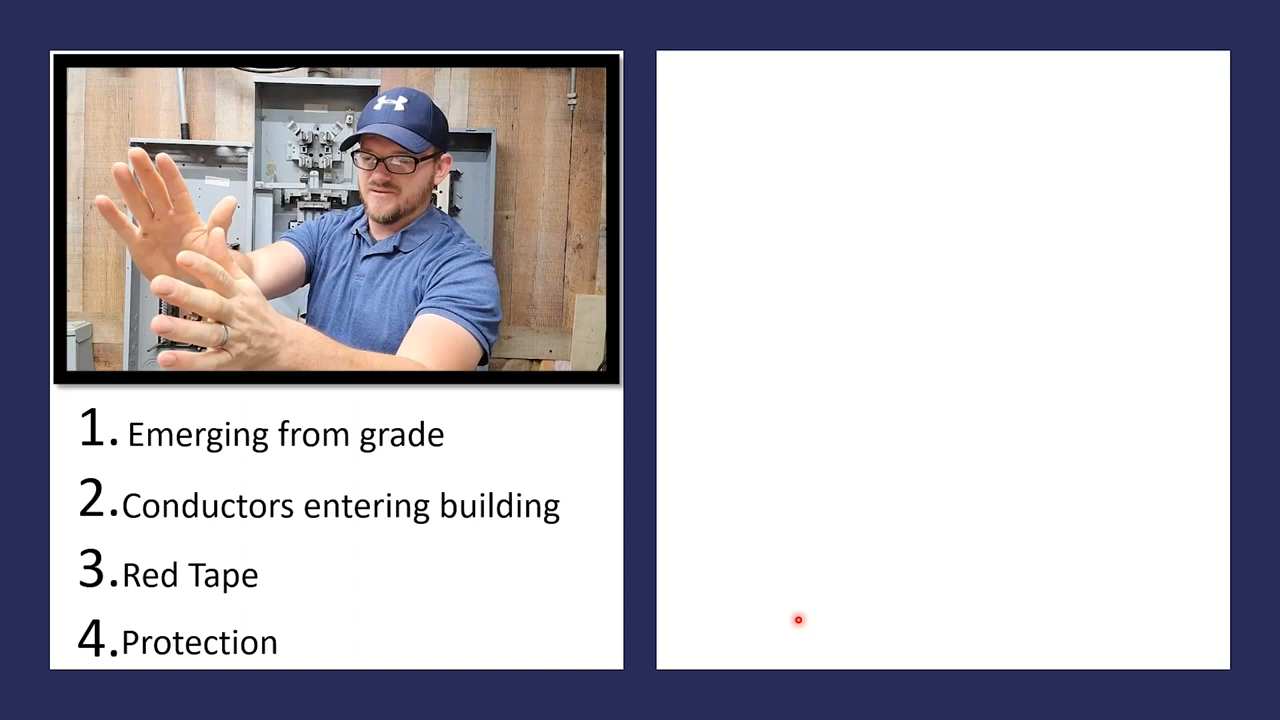 1. Emerging from grade
2. Conductors entering building
3. Red Tape
4. Protection